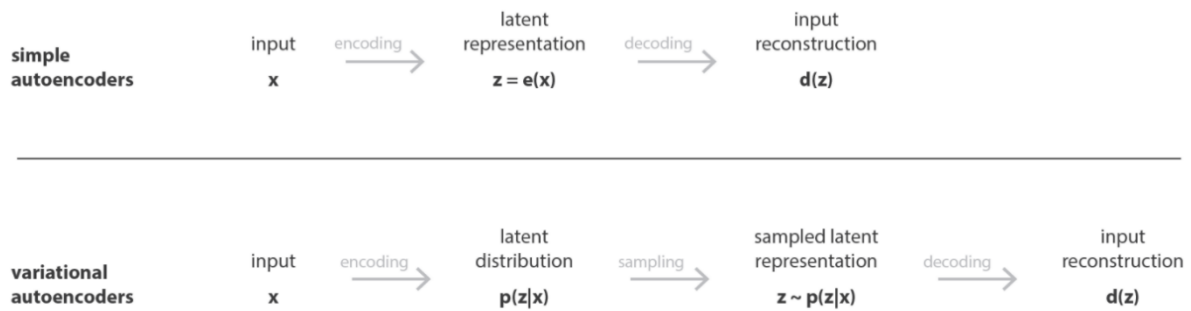 simple
autoencoders
input
x
encoding
latent
representation
z = e(x)
decoding
input
reconstruction
d(z)
variational
autoencoders
input
x
encoding
latent
distribution
p(z|x)
sampling
sampled latent
representation
z ~ p(z|x)
decoding
input
reconstruction
d(z)